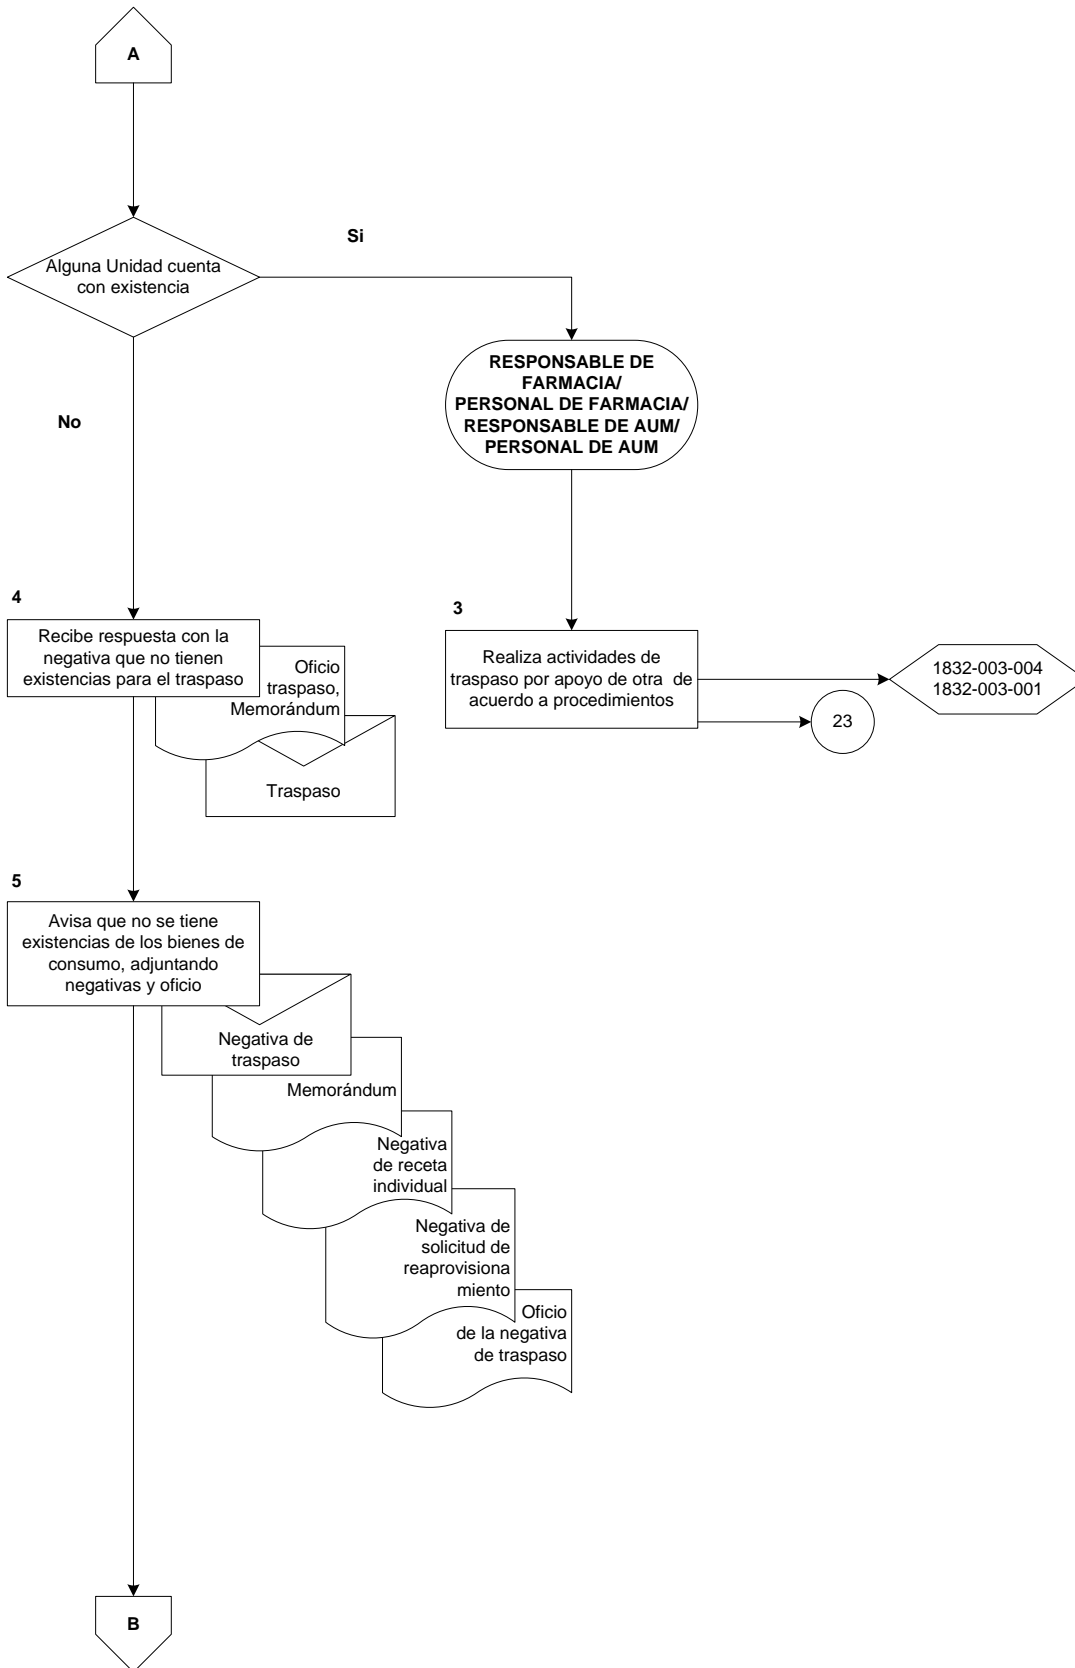 A
Alguna Unidad cuenta
con existencia
Si
No
RESPONSABLE DE
FARMACIA/
PERSONAL DE FARMACIA/
RESPONSABLE DE AUM/
PERSONAL DE AUM
4
Recibe respuesta con la
negativa que no tienen
existencias para el traspaso
Oficio
traspaso,
Memorándum
Traspaso
3
Realiza actividades de
traspaso por apoyo de otra de
acuerdo a procedimientos
1832-003-004
1832-003-001
23
5
Avisa que no se tiene
existencias de los bienes de
consumo, adjuntando
negativas y oficio
Negativa de
traspaso
Memorándum
Negativa
de receta
individual
Negativa de
solicitud de
reaprovisiona
miento
Oficio
de la negativa
de traspaso
B